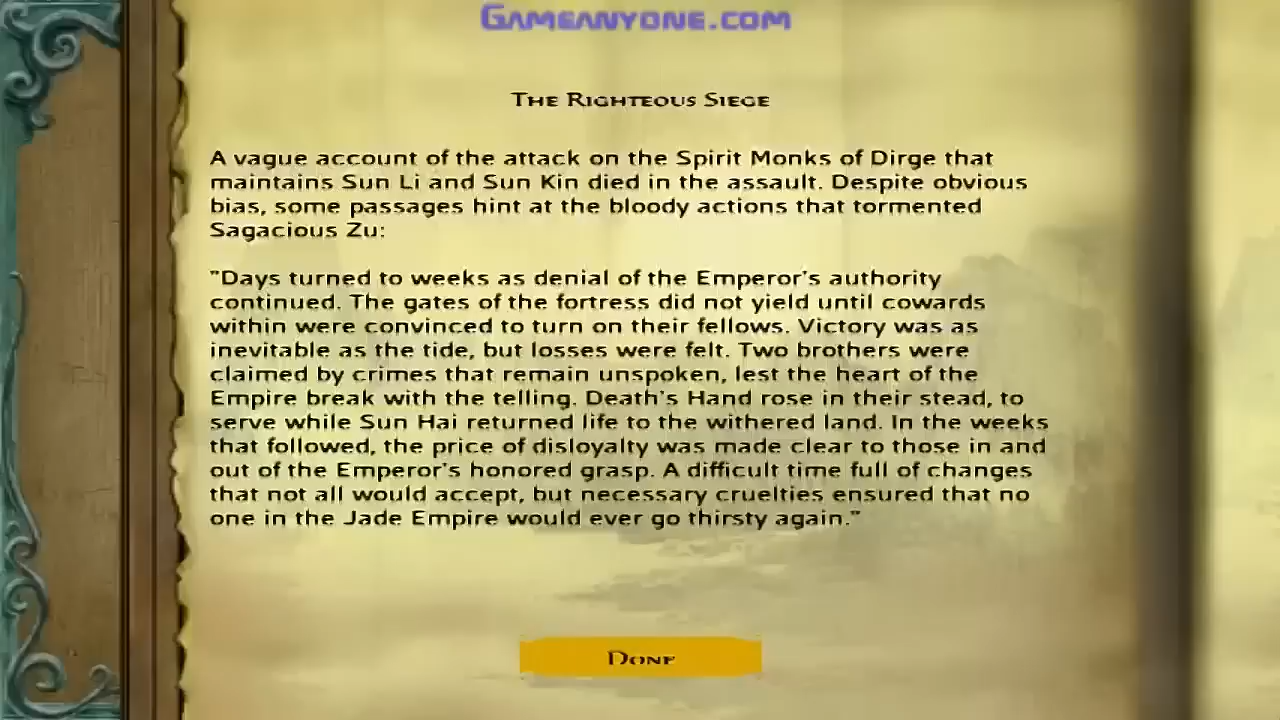 GAMEANYONE.COM
THE RIGHTEOUS SIEGE
A vague account of the attack on the Spirit Monks of Dirge that
maintains Sun Li and Sun Kin died in the assault. Despite obvious
bias, some passages hint at the bloody actions that tormented
Sagacious Zu:
"Days turned to weeks as denial of the Emperor's authority
continued. The gates of the fortress did not yield until cowards
within were convinced to turn on their fellows. Victory was as
inevitable as the tide, but losses were felt. Two brothers were
claimed by crimes that remain unspoken, lest the heart of the
Empire break with the telling. Death's Hand rose in their stead, to
serve while Sun Hai returned life to the withered land. In the weeks
that followed, the price of disloyalty was made clear to those in and
out of the Emperor's honored grasp. A difficult time full of changes
that not all would accept, but necessary cruelties ensured that no
one in the Jade Empire would ever go thirsty again."
DONE